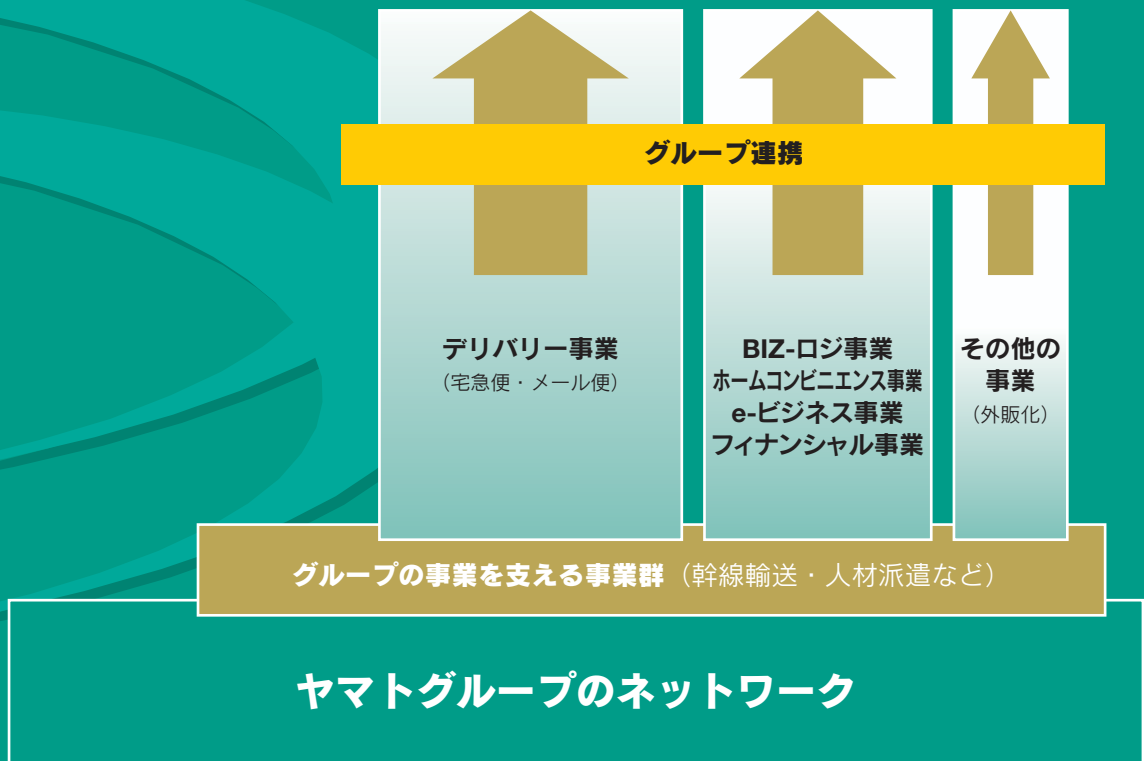 グループ連携
デリバリー事業
（宅急便・メール便）
BIZ-ロジ事業
ホームコンビニエンス事業
e-ビジネス事業
フィナンシャル事業
その他の
事業
（外販化）
グループの事業を支える事業群（幹線輸送・人材派遣など）
ヤマトグループのネットワーク